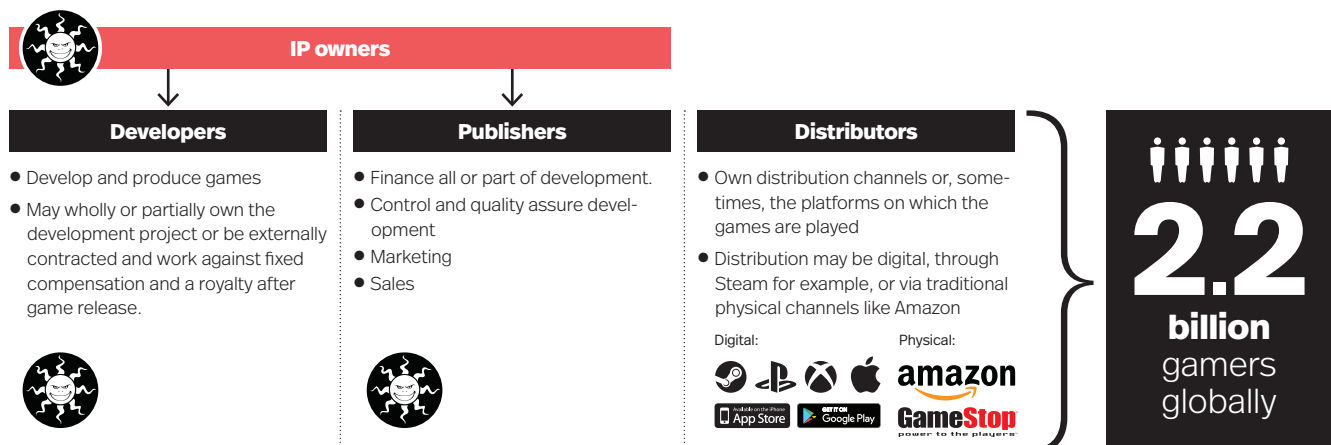 IP owners
Developers
● Develop and produce games
● May wholly or partially own the
development project or be externally
contracted and work against fixed
compensation and a royalty after
game release.
Publishers
● Finance all or part of development.
● Control and quality assure devel-
opment
● Marketing
● Sales
Distributors
● Own distribution channels or, some-
times, the platforms on which the
games are played
● Distribution may be digital, through
Steam for example, or via traditional
physical channels like Amazon
Digital:
Available on the iPhone
App Store
GET IT ON
Google Play
Physical:
amazon
GameStop
power to the players
2.2
billion
gamers
globally